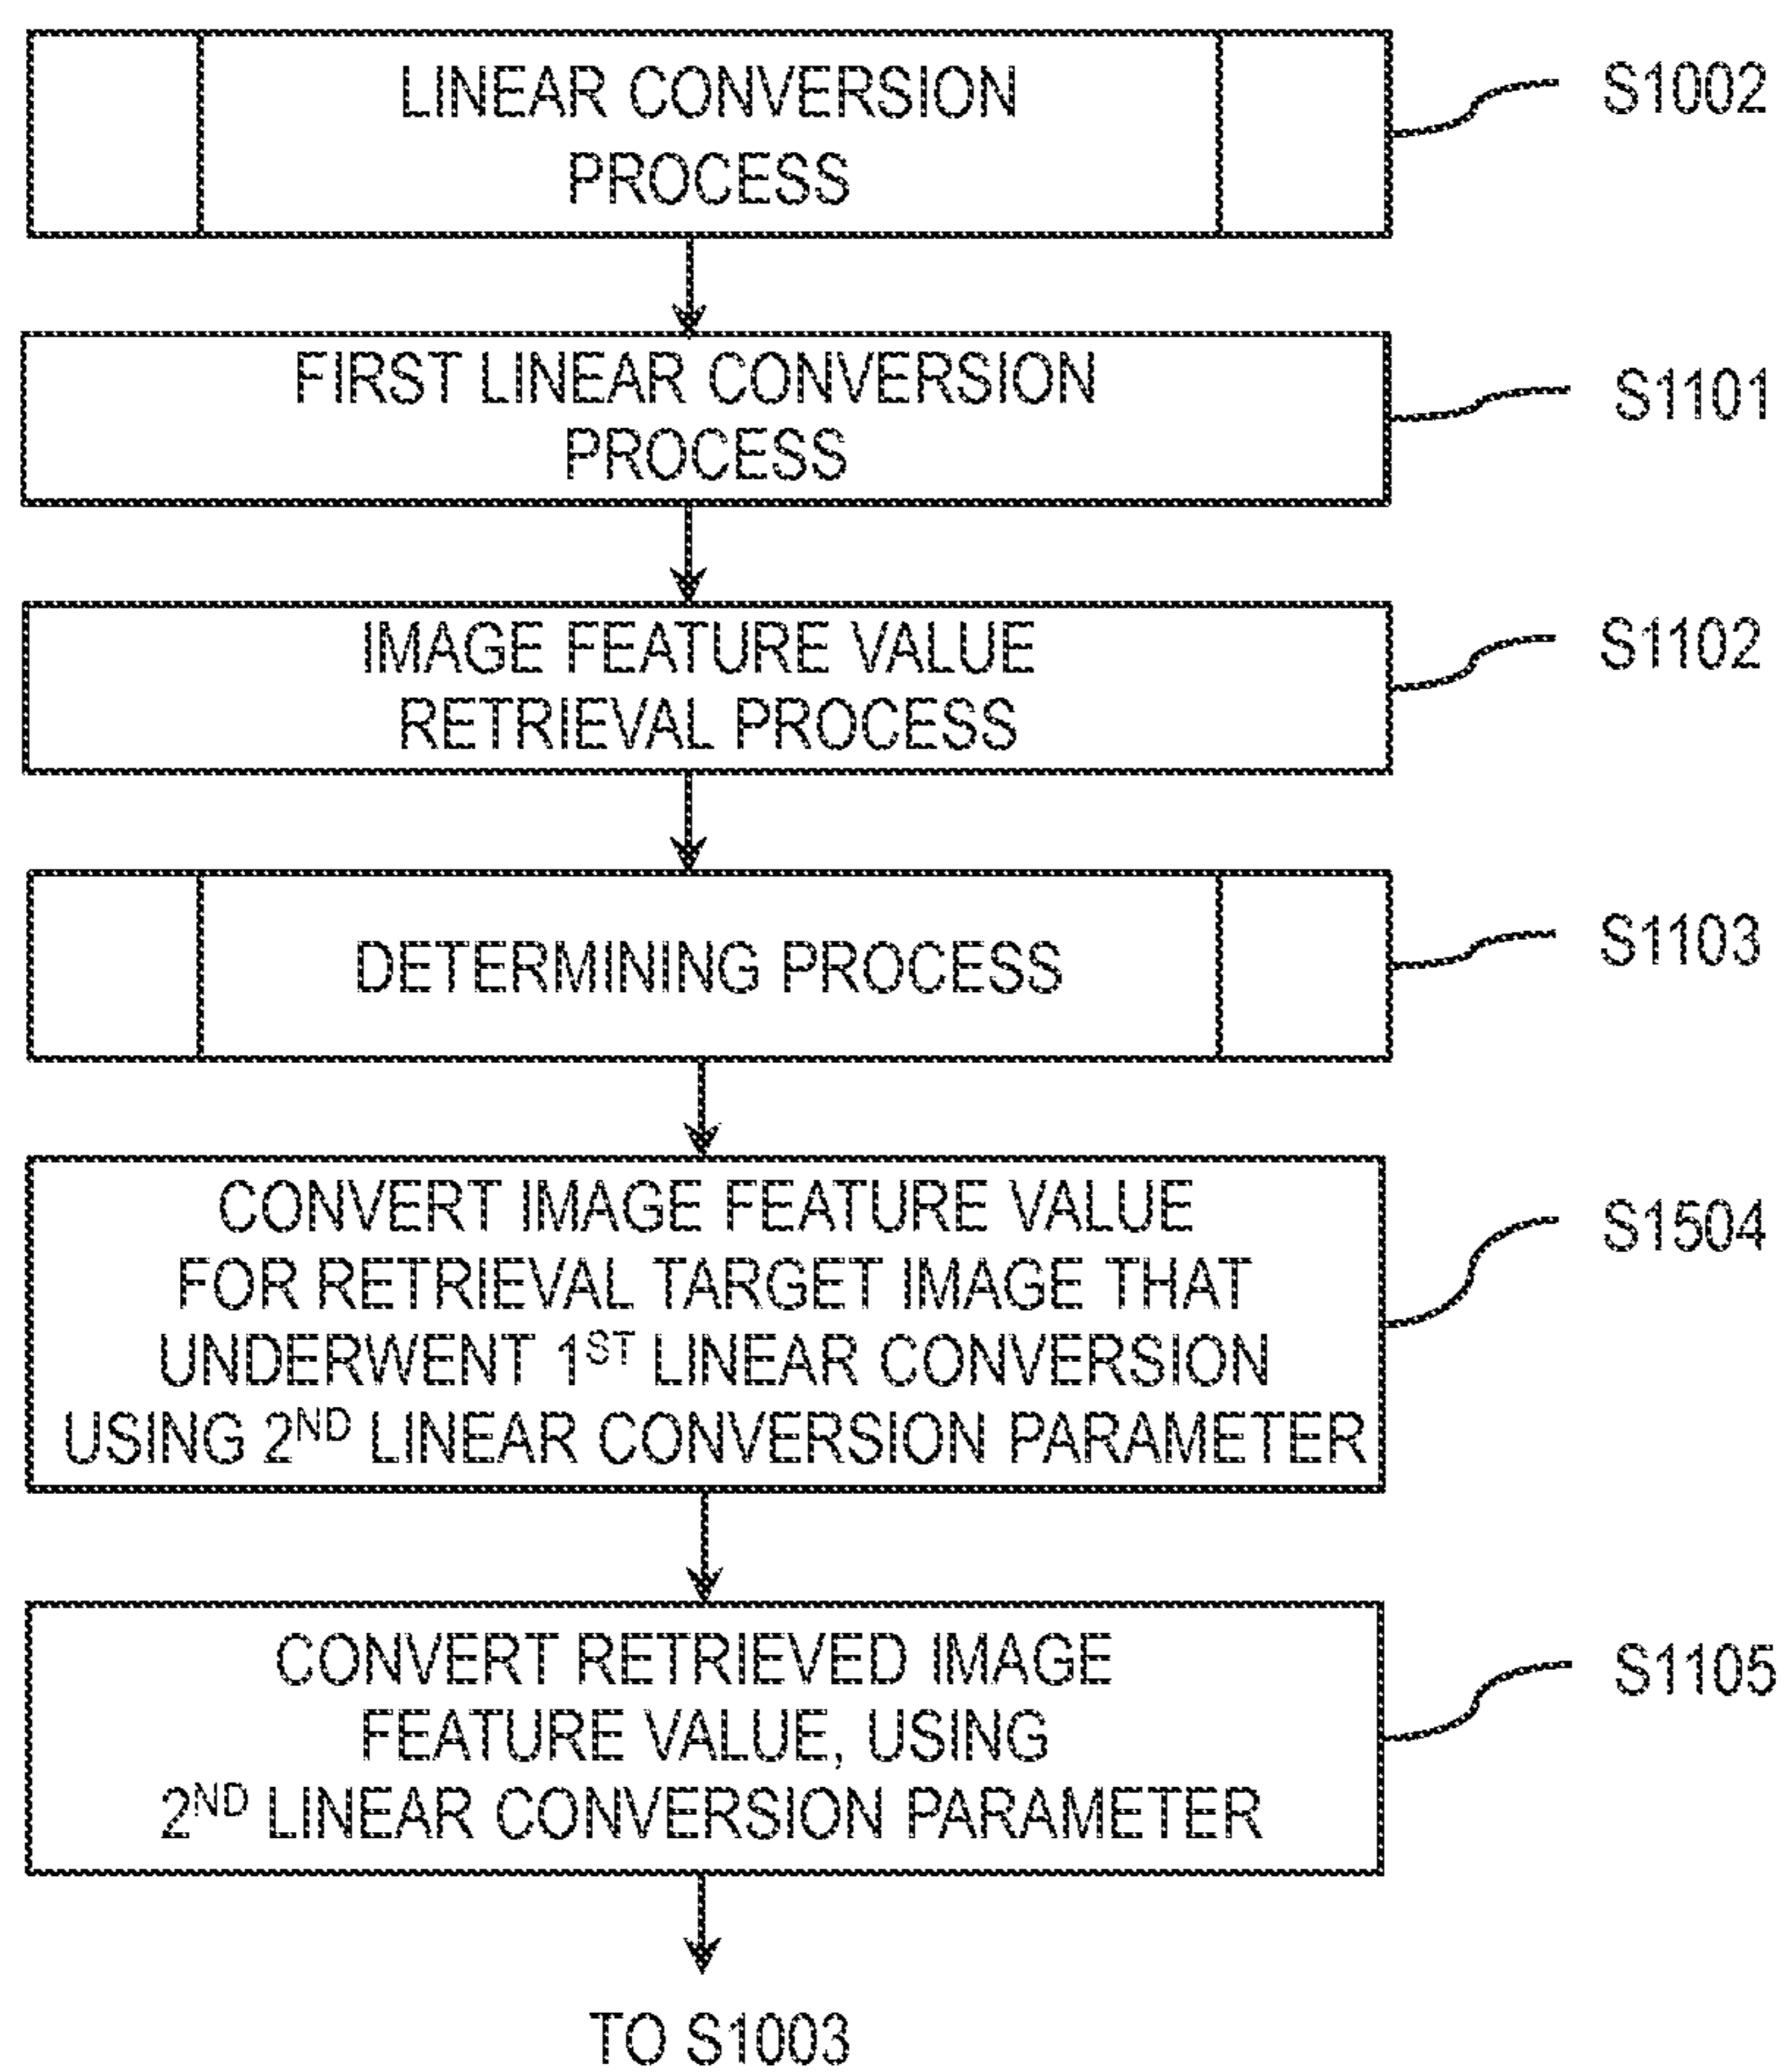 LINEAR CONVERSION
PROCESS
S1002
FIRST LINEAR CONVERSION
PROCESS
S1101
IMAGE FEATURE VALUE
RETRIEVAL PROCESS
S1102
DETERMINING PROCESS
S1103
CONVERT IMAGE FEATURE VALUE
FOR RETRIEVAL TARGET IMAGE THAT
UNDERWENT 1ST LINEAR CONVERSION
USING 2ND LINEAR CONVERSION PARAMETER
S1504
CONVERT RETRIEVED IMAGE
FEATURE VALUE, USING
2ND LINEAR CONVERSION PARAMETER
S1105
TO S1003